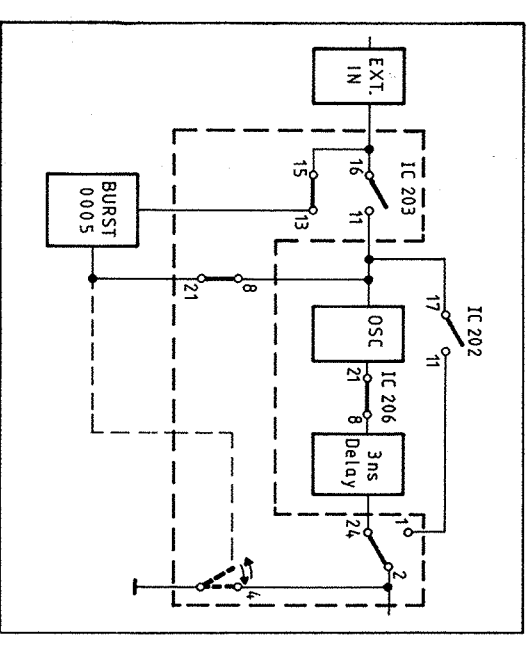 IC 202
17
11
IC 203
1
EXT.
IN
16
11
OSC
IC 206
21
8
3ns
Delay
24
2
15
13
8
21
4
BURST
0005